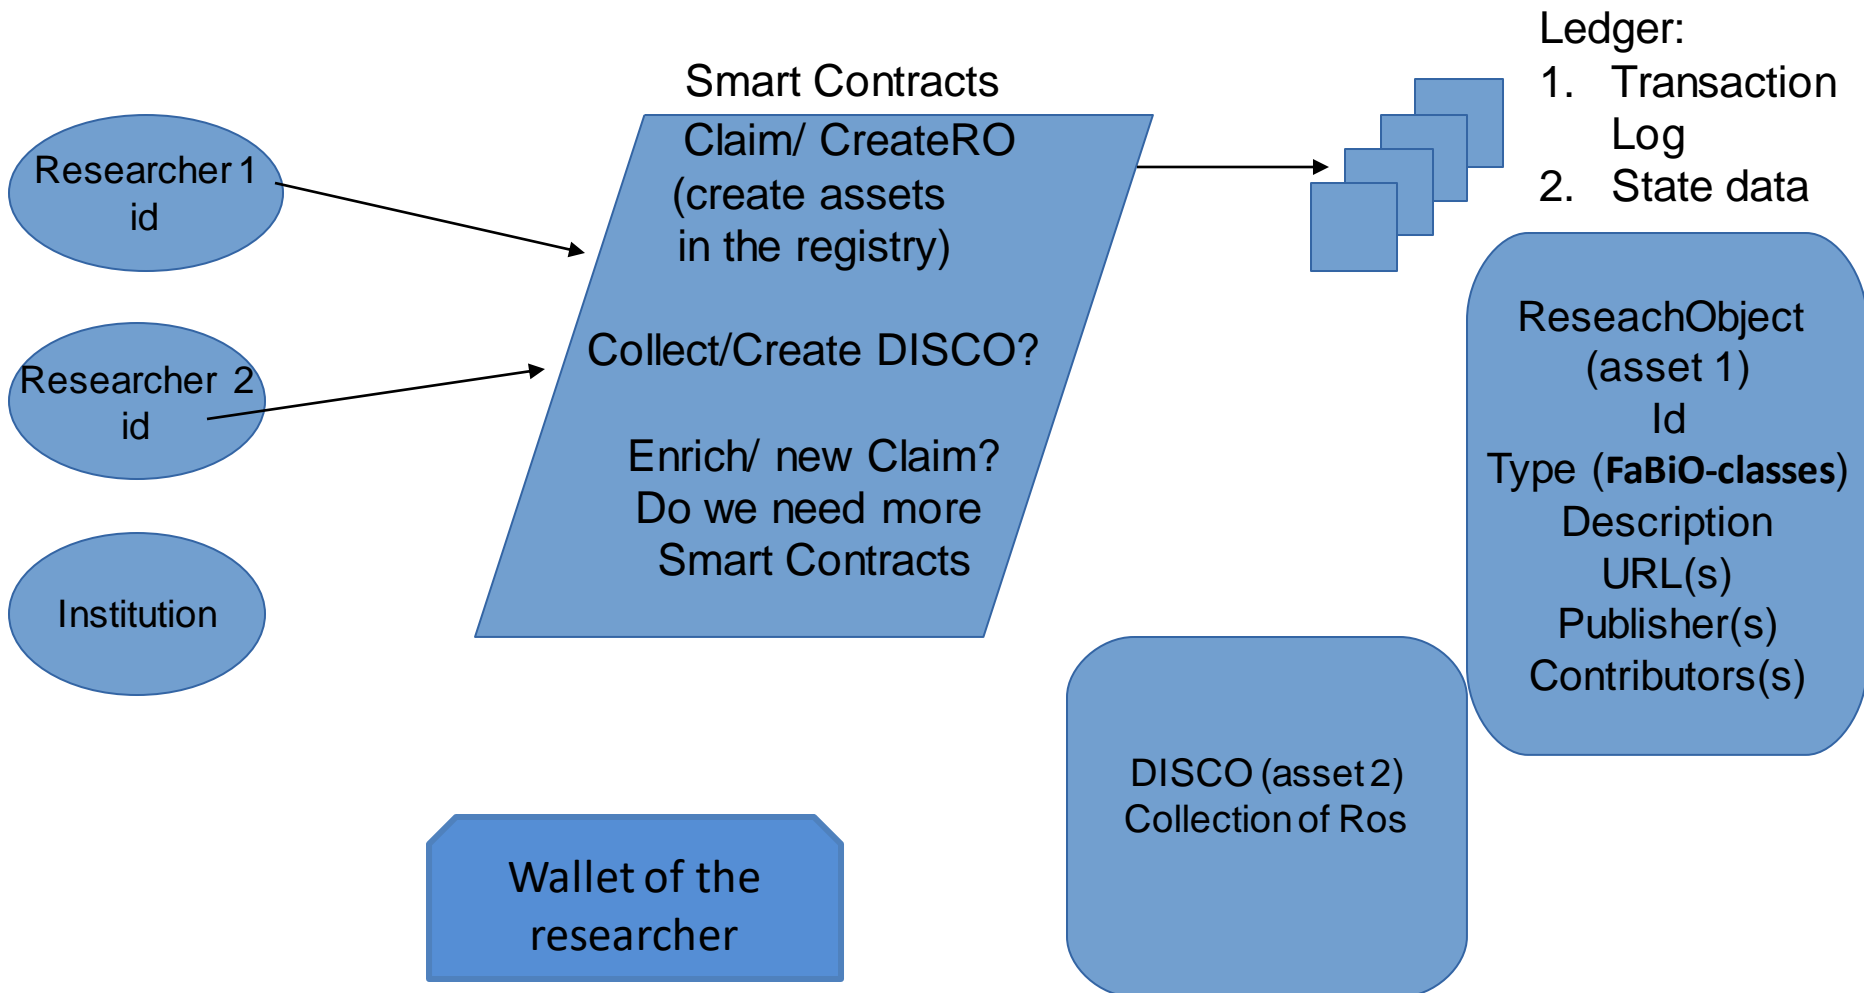 Researcher 1
id
Researcher 2
id
Institution
Smart Contracts
Claim/ CreateRO
(create assets
in the registry)
Collect/Create DISCO?
Enrich/ new Claim?
Do we need more
Smart Contracts
Ledger:
1. Transaction
Log
2. State data
ReseachObject
(asset 1)
Id
Type (FaBiO-classes)
Description
URL(s)
Publisher(s)
Contributors(s)
DISCO (asset 2)
Collection of Ros
Wallet of the
researcher